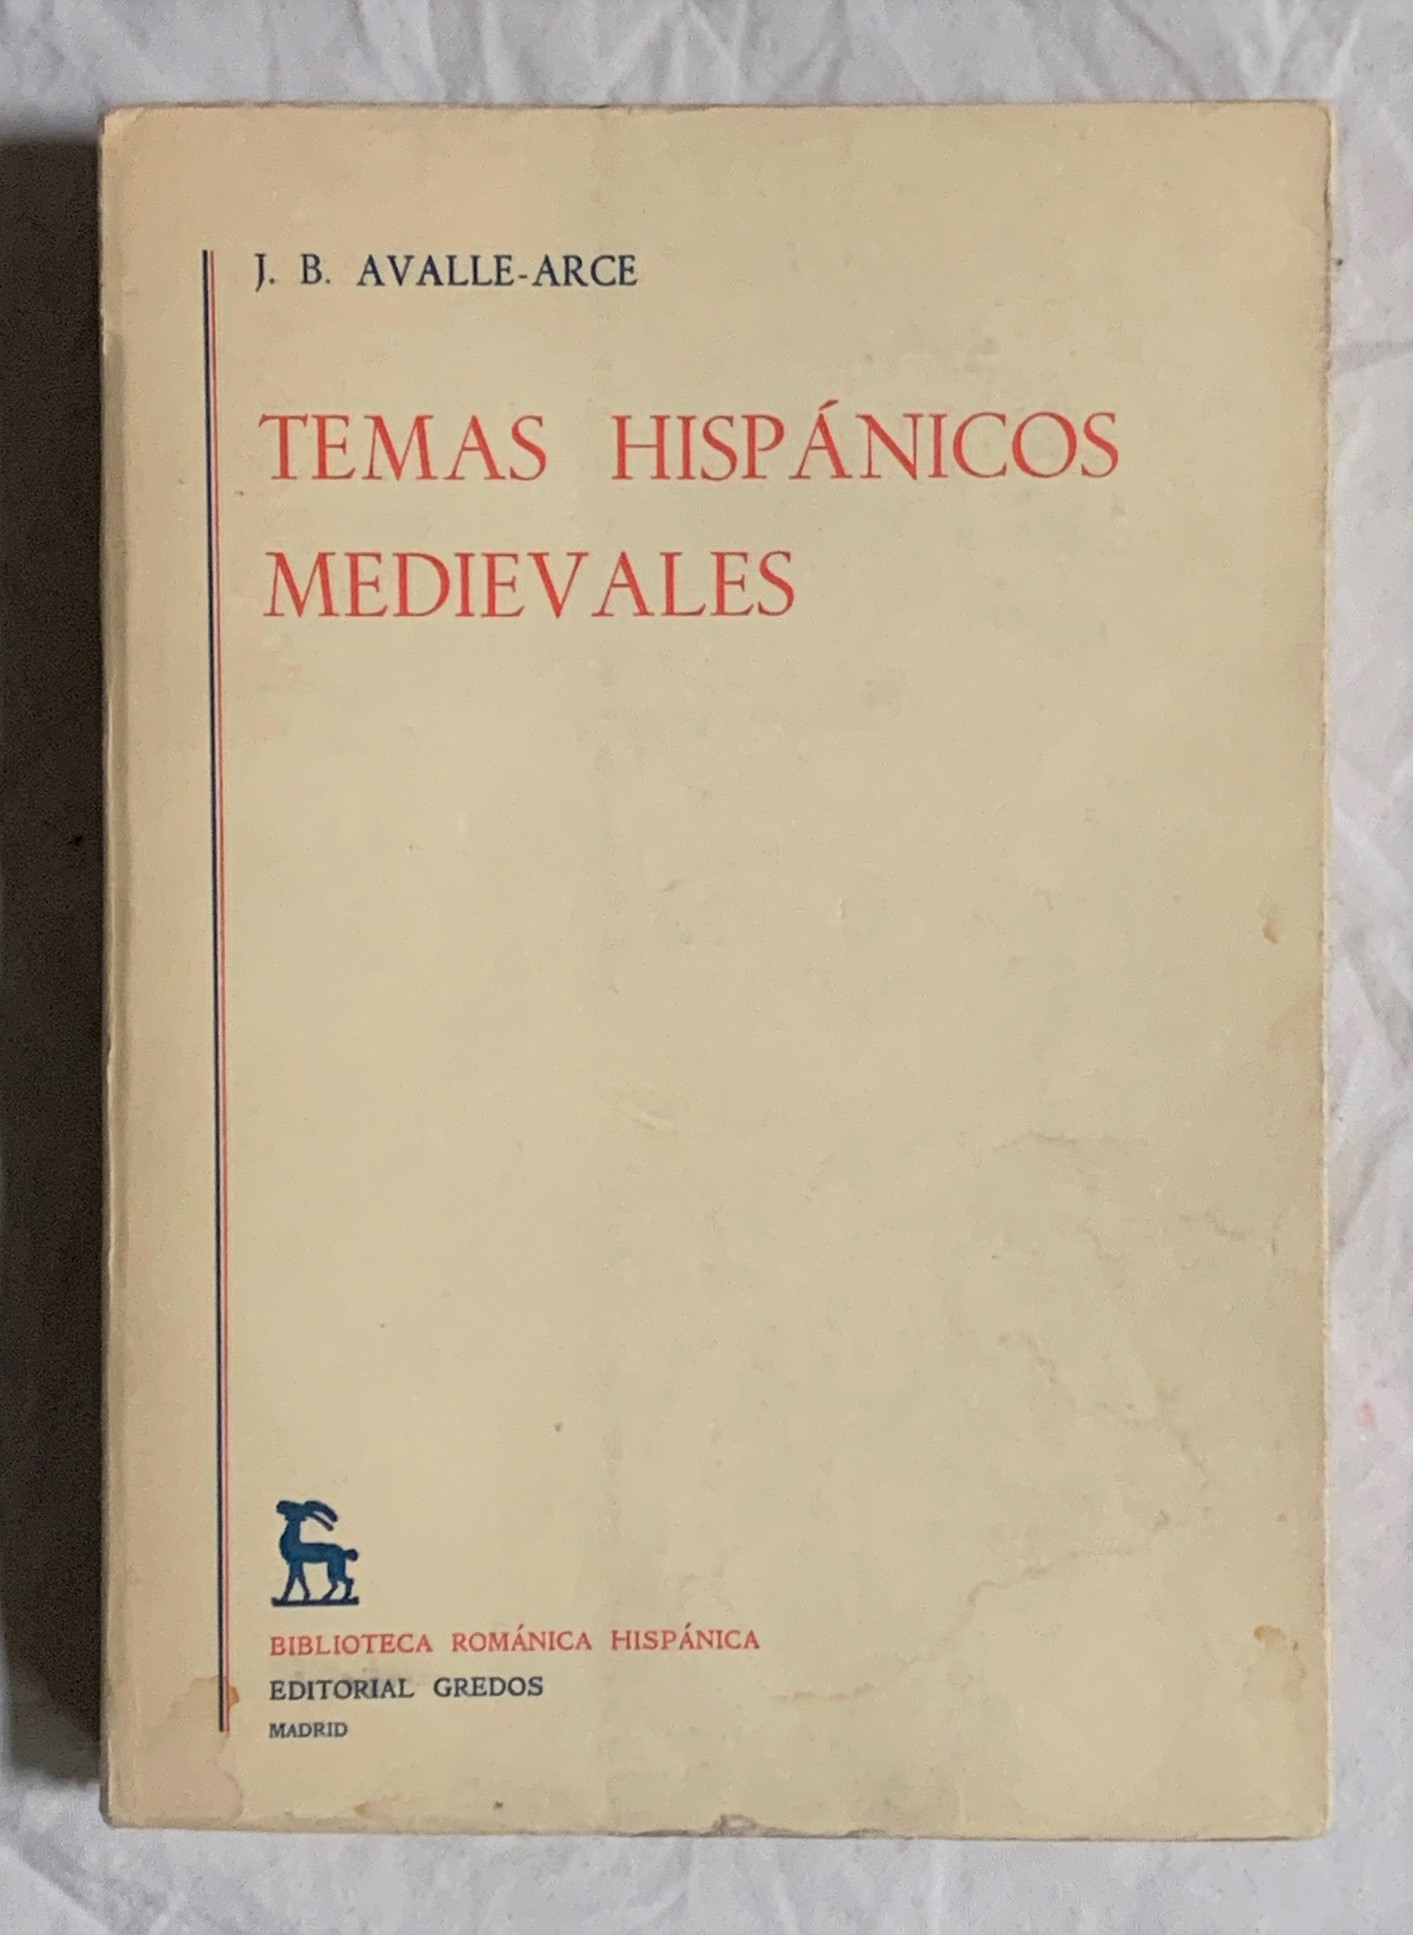 J. B. AVALLE-ARCE
TEMAS HISPÁNICOS
MEDIEVALES
BIBLIOTECA ROMÁNICA HISPÁNICA
EDITORIAL GREDOS
MADRID